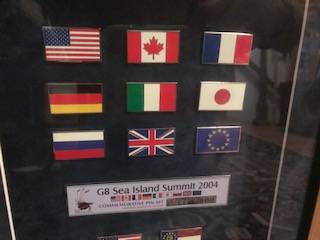 G8 Sea Island Summit 2004
COMMEMORATIVE PIN SET